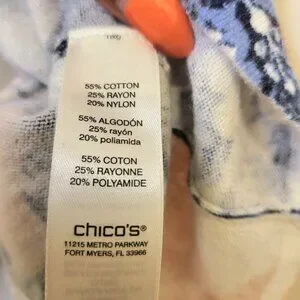 55% COTTON
25% RAYON
20% NYLON
55% ALGODÓN
25% rayón
20% poliamida
55% COTON
25% RAYONNE
20% POLYAMIDE
chico's®
11215 METRO PARKWAY
FORT MYERS, FL 33966